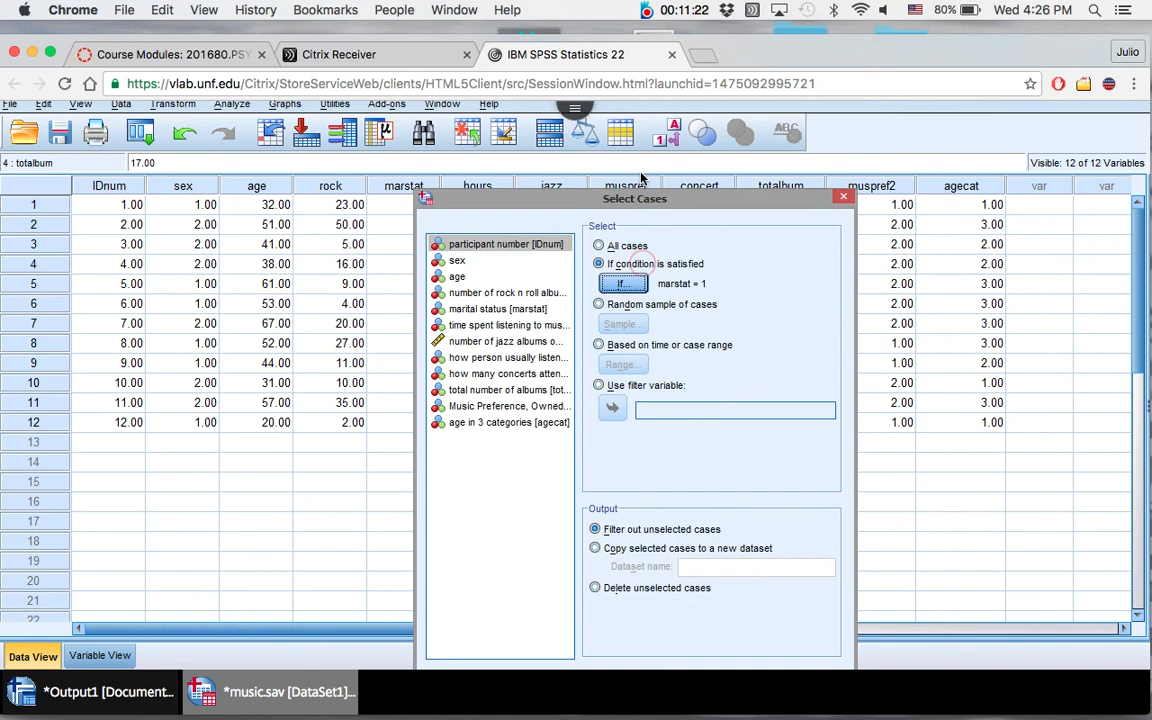 Chrome File Edit View History Bookmarks People Window Help 00:11:22 80% Wed 4:26 PM
Course Modules: 201680.PSY Citrix Receiver IBM SPSS Statistics 22 Julio
https://vlab.unf.edu/Citrix/StoreServiceWeb/clients/HTML5Client/src/SessionWindow.html?launchid=1475092995721
File Edit View Data Transform Analyze Graphs Utilities Add-ons Window Help
4 : totalbum 17.00 Visible: 12 of 12 Variables
IDnum sex age rock marstat hours jazz muspref concert totalbum muspref2 agecat var var
1 1.00 1.00 32.00 23.00 1.00 1.00
2 2.00 2.00 51.00 50.00 2.00 3.00
3 3.00 2.00 41.00 5.00 2.00 2.00
4 4.00 2.00 38.00 16.00 2.00 2.00
5 5.00 1.00 61.00 9.00 1.00 3.00
6 6.00 1.00 53.00 4.00 2.00 3.00
7 7.00 2.00 67.00 20.00 2.00 3.00
8 8.00 1.00 52.00 27.00 1.00 3.00
9 9.00 1.00 44.00 11.00 1.00 2.00
10 10.00 2.00 31.00 10.00 2.00 1.00
11 11.00 2.00 57.00 35.00 2.00 3.00
12 12.00 1.00 20.00 2.00 1.00 1.00
13
14
15
16
17
18
19
20
21
22
Select Cases
participant number [IDnum]
sex
age
number of rock n roll albu...
marital status [marstat]
time spent listening to mus...
number of jazz albums o...
how person usually listen...
how many concerts atten...
total number of albums [tot...
Music Preference, Owned...
age in 3 categories [agecat]
Select
All cases
If condition is satisfied
If... marstat = 1
Random sample of cases
Sample...
Based on time or case range
Range...
Use filter variable:
Output
Filter out unselected cases
Copy selected cases to a new dataset
Dataset name:
Delete unselected cases
Data View Variable View
*Output1 [Document... *music.sav [DataSet1]...